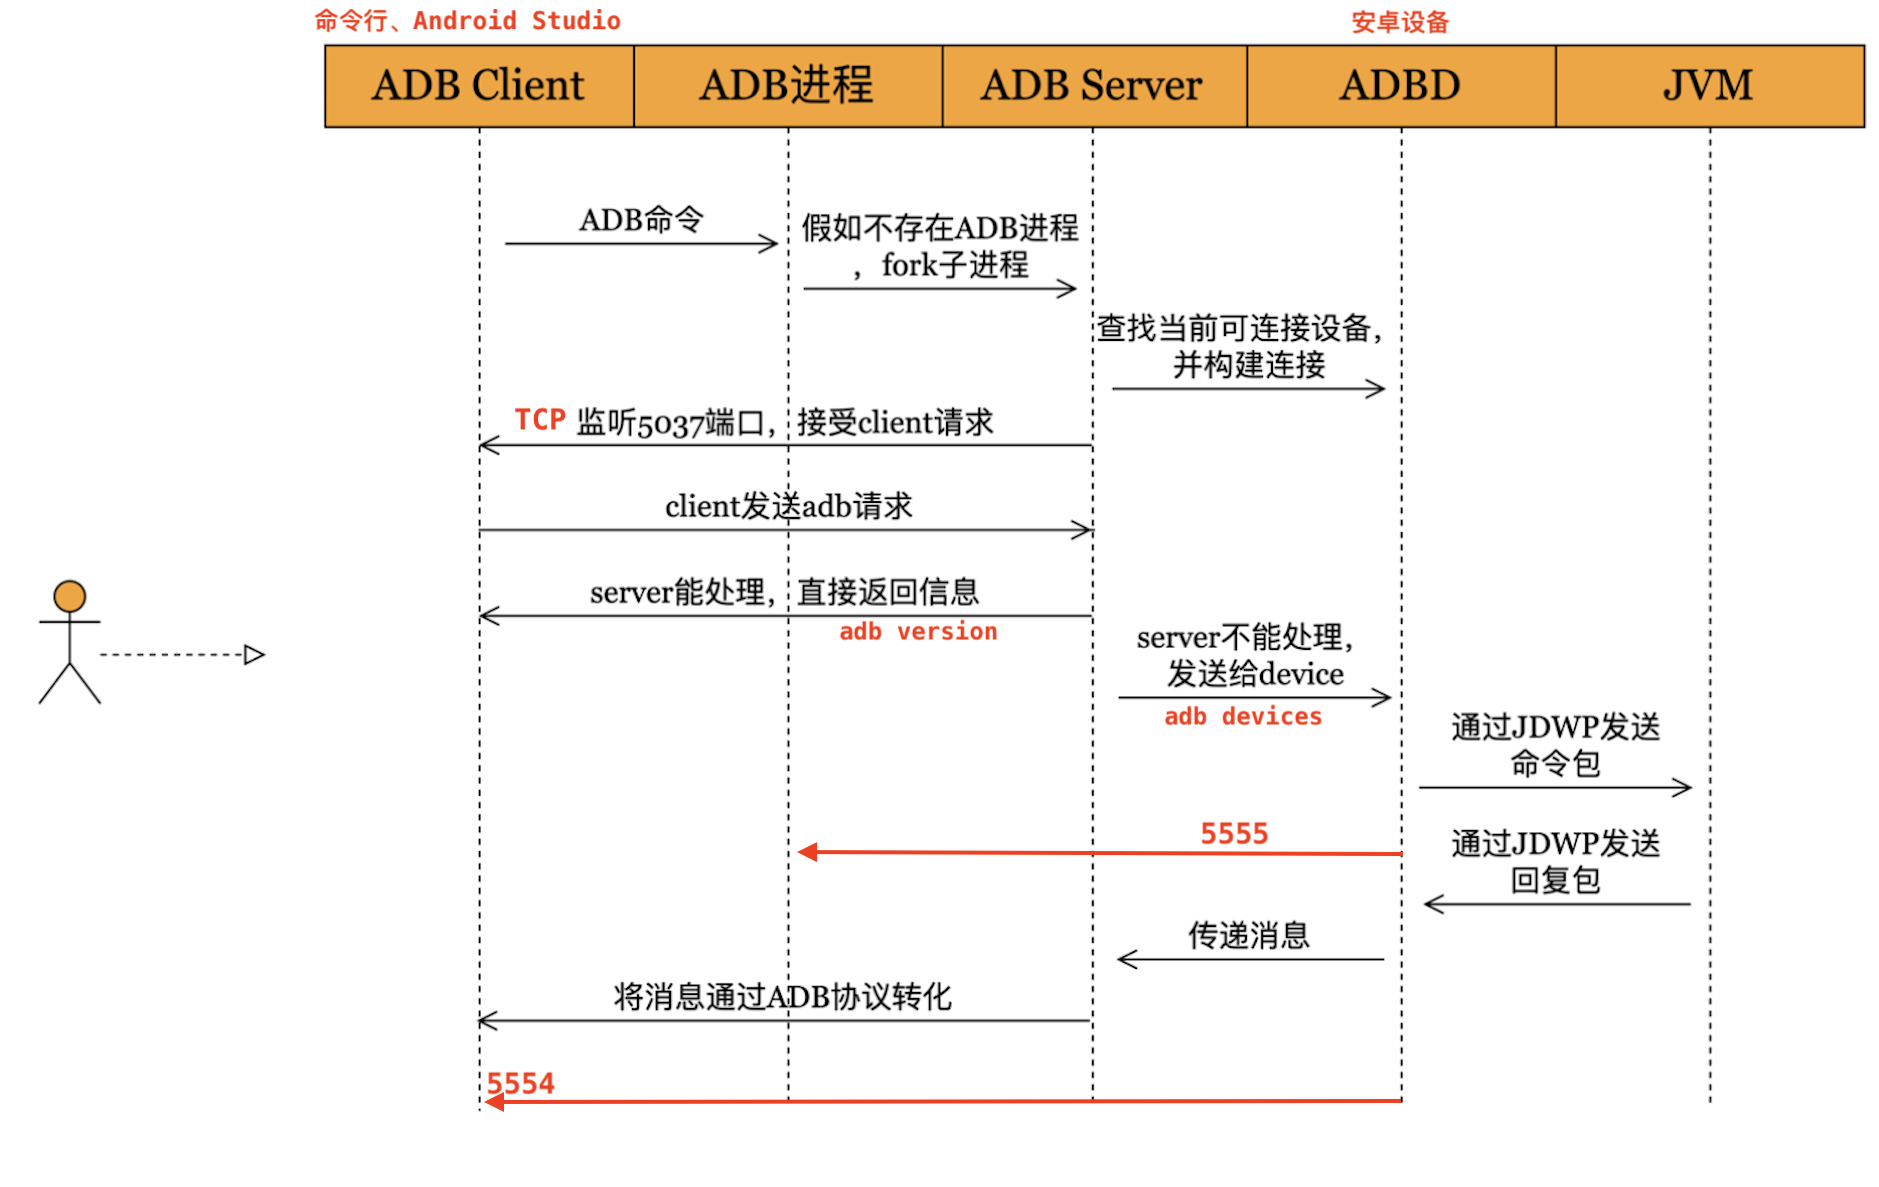 命令行、Android Studio
安卓设备
ADB Client
ADB进程
ADB Server
ADBD
JVM
ADB命令
假如不存在ADB进程
，fork子进程
查找当前可连接设备，
并构建连接
TCP 监听5037端口，接受client请求
client发送adb请求
server能处理，直接返回信息
adb version
server不能处理，
发送给device
adb devices
通过JDWP发送
命令包
5555
通过JDWP发送
回复包
传递消息
将消息通过ADB协议转化
5554